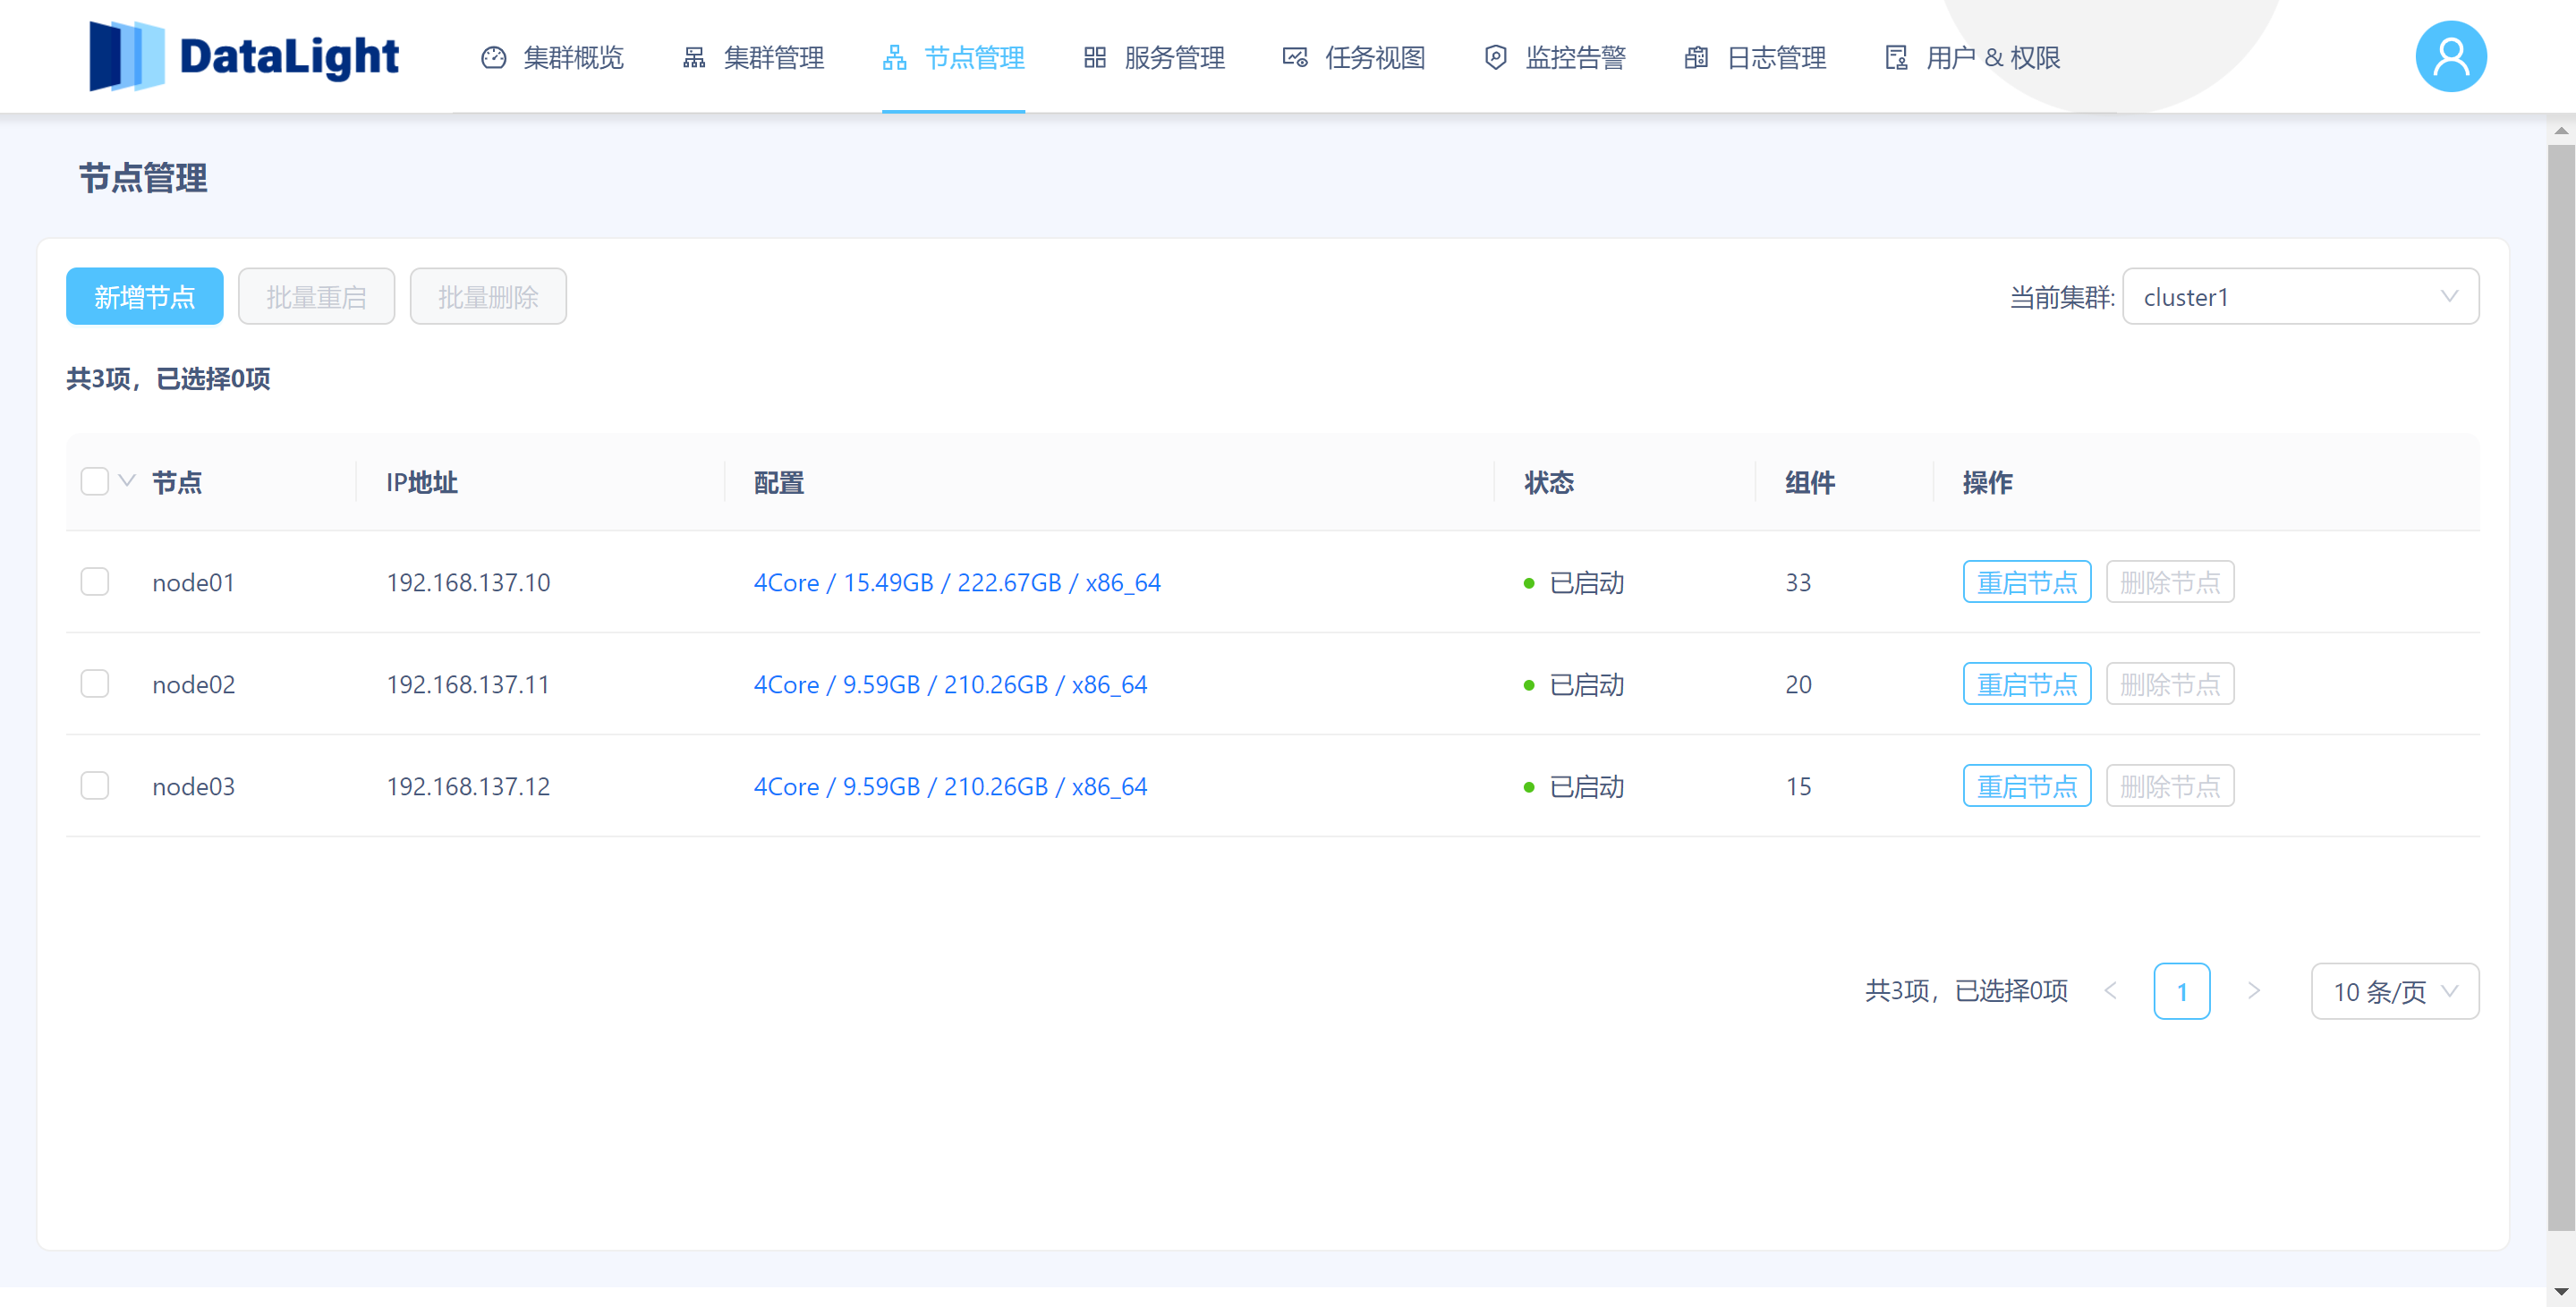 DataLight 集群概览 集群管理 节点管理 服务管理 任务视图 监控告警 日志管理 用户 & 权限
节点管理
新增节点 批量重启 批量删除 当前集群: cluster1
共3项，已选择0项
节点 IP地址 配置 状态 组件 操作
node01 192.168.137.10 4Core / 15.49GB / 222.67GB / x86_64 已启动 33 重启节点 删除节点
node02 192.168.137.11 4Core / 9.59GB / 210.26GB / x86_64 已启动 20 重启节点 删除节点
node03 192.168.137.12 4Core / 9.59GB / 210.26GB / x86_64 已启动 15 重启节点 删除节点
共3项，已选择0项 < 1 > 10 条/页